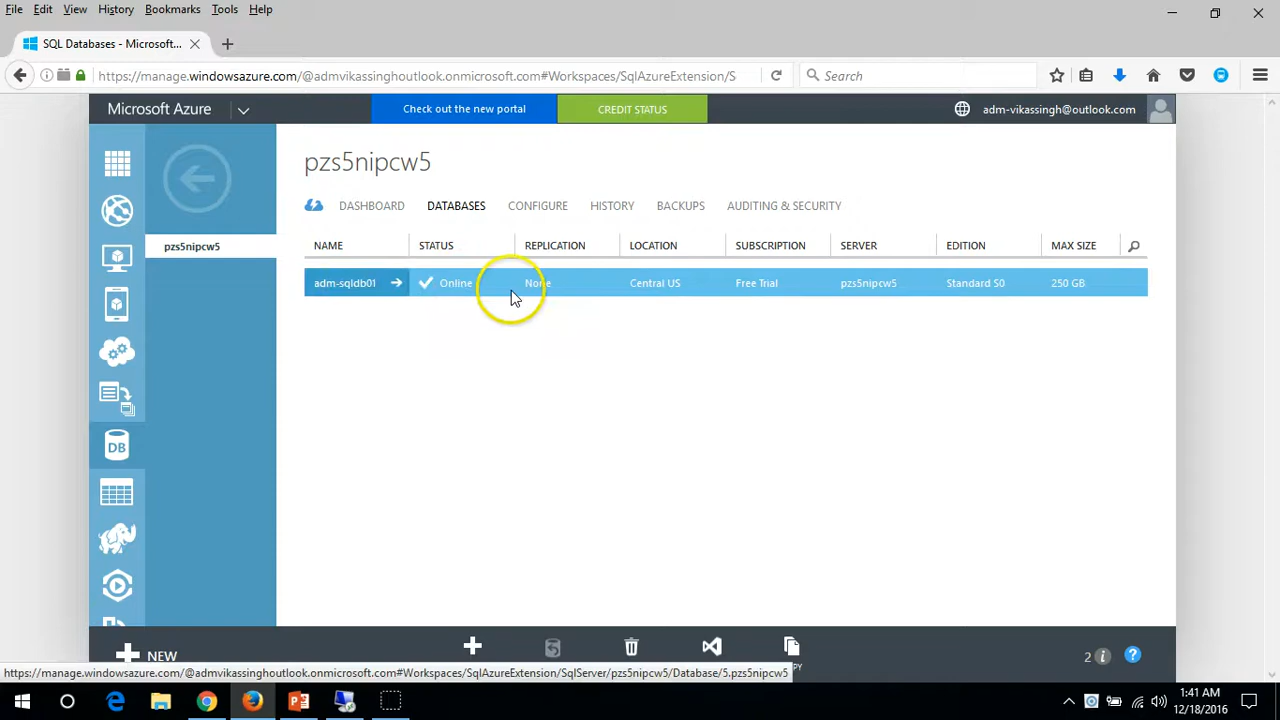 File Edit View History Bookmarks Tools Help
SQL Databases - Microsoft...
https://manage.windowsazure.com/@admvikassinghoutlook.onmicrosoft.com#Workspaces/SqlAzureExtension/S
Search
Microsoft Azure
Check out the new portal
CREDIT STATUS
adm-vikassingh@outlook.com
pzs5nipcw5
pzs5nipcw5
DASHBOARD DATABASES CONFIGURE HISTORY BACKUPS AUDITING & SECURITY
NAME STATUS REPLICATION LOCATION SUBSCRIPTION SERVER EDITION MAX SIZE
adm-sqldb01 Online None Central US Free Trial pzs5nipcw5 Standard S0 250 GB
DB
NEW
2
https://manage.windowsazure.com/@admvikassinghoutlook.onmicrosoft.com#Workspaces/SqlAzureExtension/SqlServer/pzs5nipcw5/Database/5.pzs5nipcw5
1:41 AM
12/18/2016